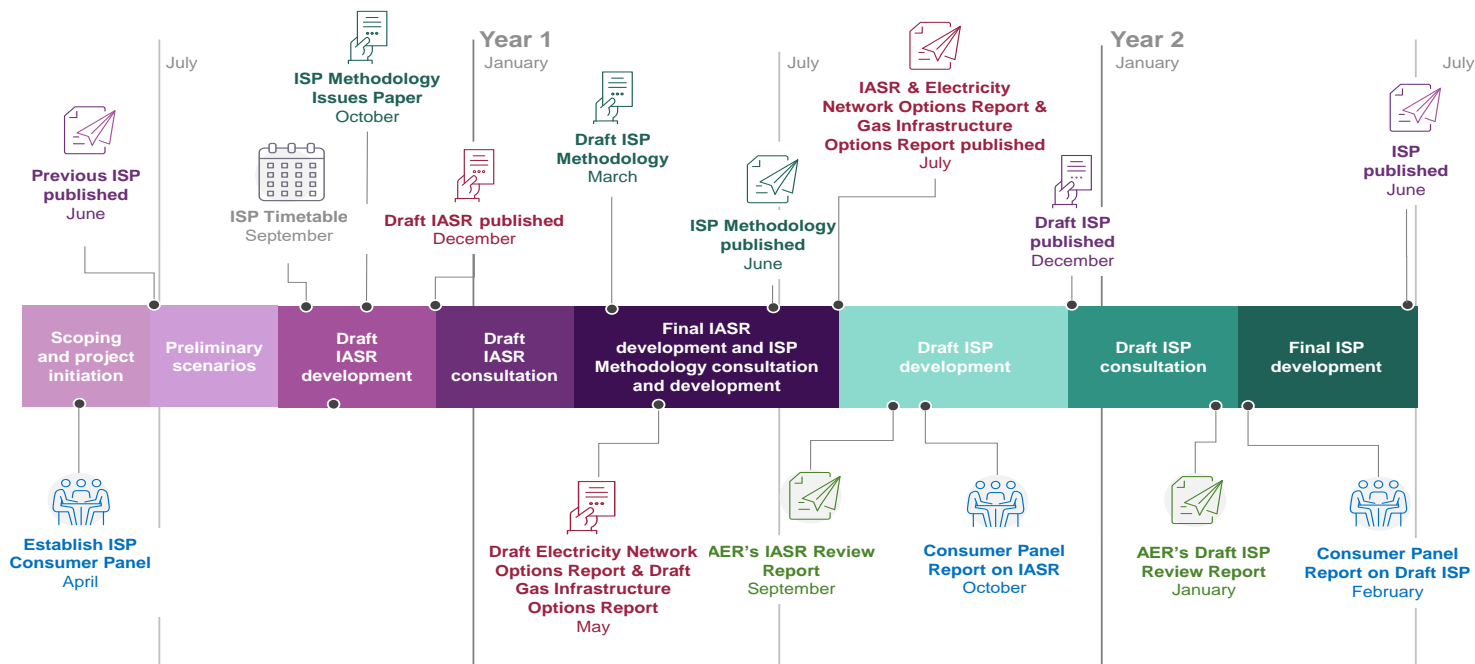 Year 1
Year 2
July
January
July
January
July
Previous ISP
published
June
ISP Timetable
September
ISP Methodology
Issues Paper
October
Draft IASR published
December
Draft ISP
Methodology
March
ISP Methodology
published
June
IASR & Electricity
Network Options Report &
Gas Infrastructure
Options Report published
July
Draft ISP
published
December
ISP
published
June
Scoping
and project
initiation
Preliminary
scenarios
Draft
IASR
development
Draft
IASR
consultation
Final IASR
development and ISP
Methodology consultation
and development
Draft ISP
development
Draft ISP
consultation
Final ISP
development
Establish ISP
Consumer Panel
April
Draft Electricity Network
Options Report & Draft
Gas Infrastructure
Options Report
May
AER's IASR Review
Report
September
Consumer Panel
Report on IASR
October
AER's Draft ISP
Review Report
January
Consumer Panel
Report on Draft ISP
February